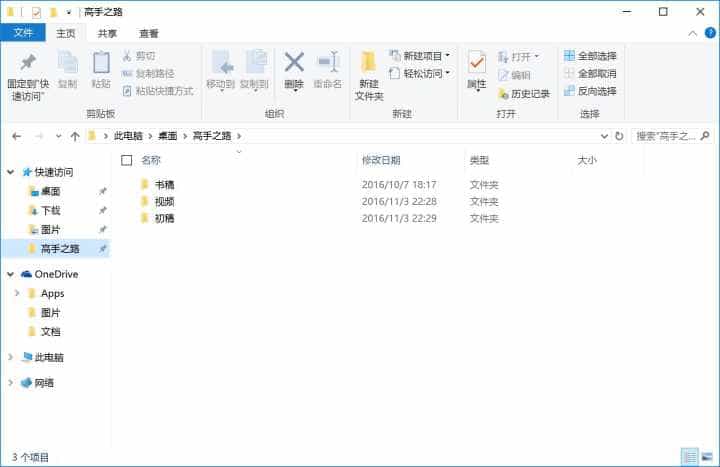 高手之路
文件 主页 共享 查看
固定到"快速访问" 复制 粘贴 剪切 复制路径 粘贴快捷方式 移动到 复制到 删除 重命名 新建文件夹 新建项目 轻松访问 属性 打开 编辑 历史记录 全部选择 全部取消 反向选择
剪贴板 组织 新建 打开 选择
此电脑 桌面 高手之路 搜索"高手之...
名称 修改日期 类型 大小
快速访问
桌面
下载
图片
高手之路
OneDrive
Apps
图片
文档
此电脑
网络
书稿 2016/10/7 18:17 文件夹
视频 2016/11/3 22:28 文件夹
初稿 2016/11/3 22:29 文件夹
3 个项目